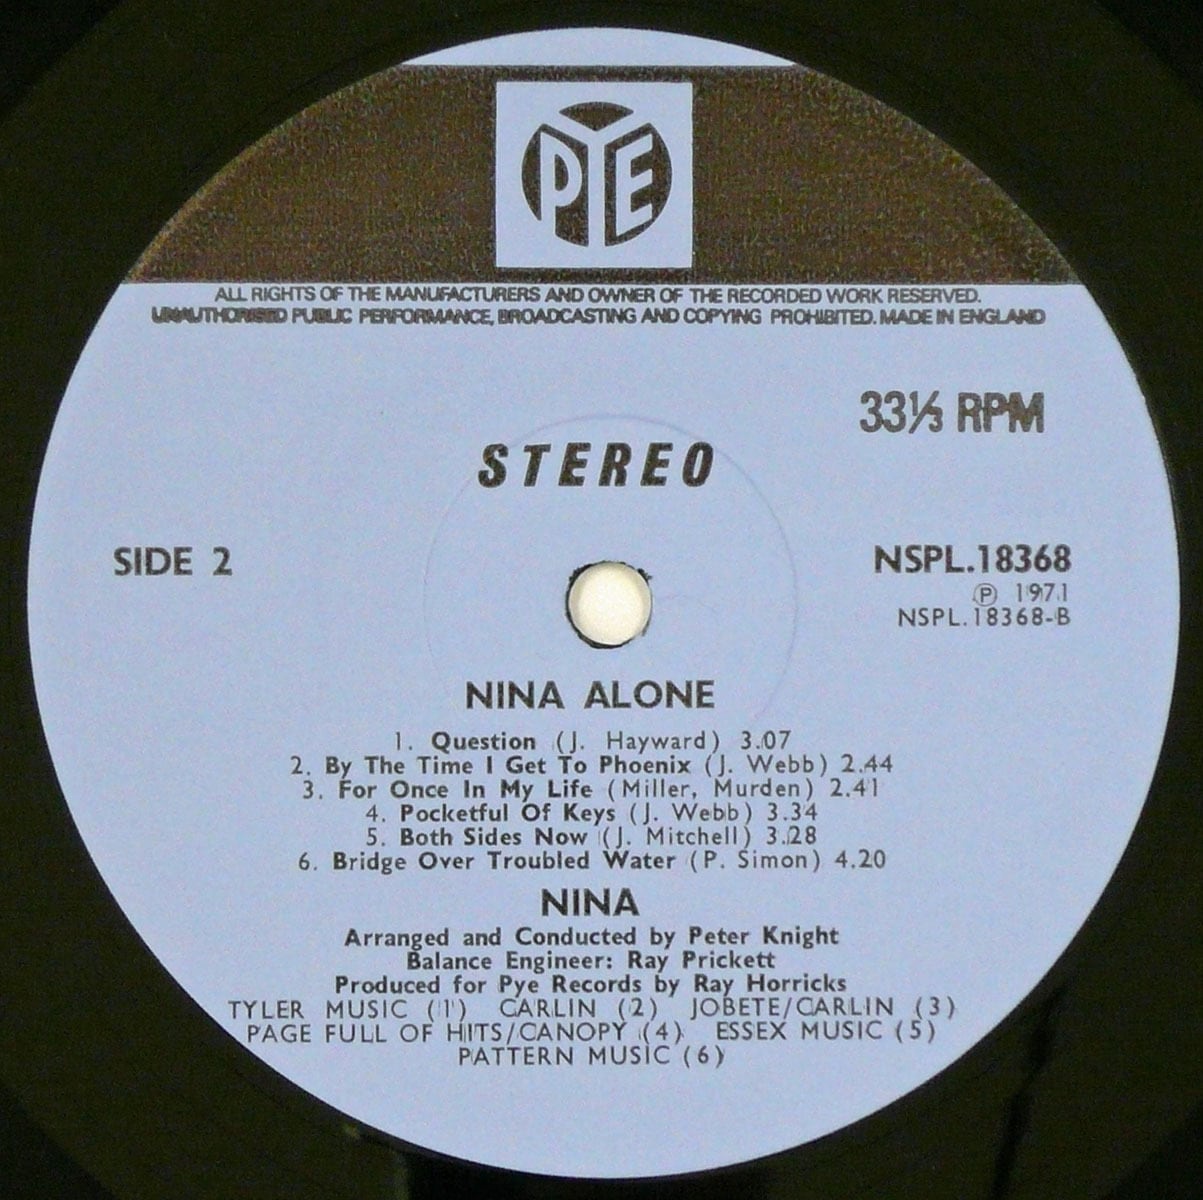 PYE
ALL RIGHTS OF THE MANUFACTURERS AND OWNER OF THE RECORDED WORK RESERVED.
UNAUTHORISED PUBLIC PERFORMANCE, BROADCASTING AND COPYING PROHIBITED. MADE IN ENGLAND
33⅓ RPM
STEREO
SIDE 2
NSPL.18368
Ⓟ 1971
NSPL.18368-B
NINA ALONE
1. Question (J. Hayward) 3.07
2. By The Time I Get To Phoenix (J. Webb) 2.44
3. For Once In My Life (Miller, Murden) 2.41
4. Pocketful Of Keys (J. Webb) 3.34
5. Both Sides Now (J. Mitchell) 3.28
6. Bridge Over Troubled Water (P. Simon) 4.20
NINA
Arranged and Conducted by Peter Knight
Balance Engineer: Ray Prickett
Produced for Pye Records by Ray Horricks
TYLER MUSIC (1) CARLIN (2) JOBETE/CARLIN (3)
PAGE FULL OF HITS/CANOPY (4) ESSEX MUSIC (5)
PATTERN MUSIC (6)